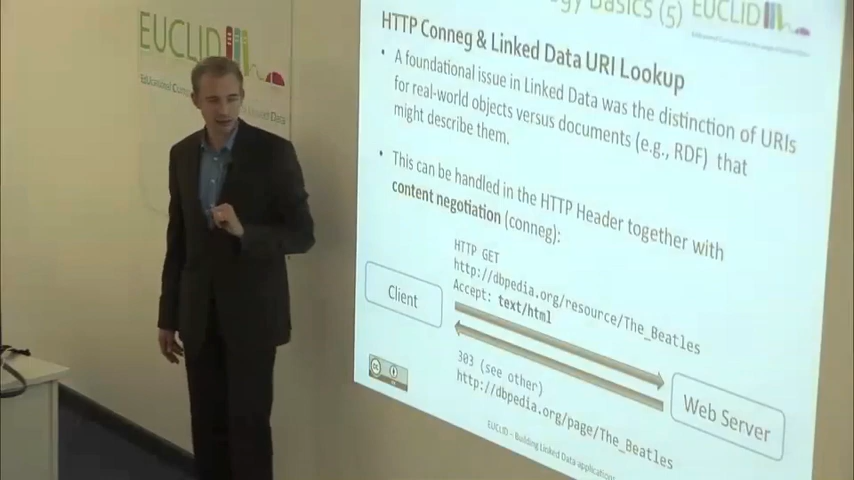 EUCLID
Educational
Linked Data
Basics (5)
EUCLID
HTTP Conneg & Linked Data URI Lookup
• A foundational issue in Linked Data was the distinction of URIs
for real-world objects versus documents (e.g., RDF) that
might describe them.
• This can be handled in the HTTP Header together with
content negotiation (conneg):
HTTP GET
http://dbpedia.org/resource/The_Beatles
Accept: text/html
Client
303 (see other)
http://dbpedia.org/page/The_Beatles
Web Server
EUCLID – Building Linked Data applications